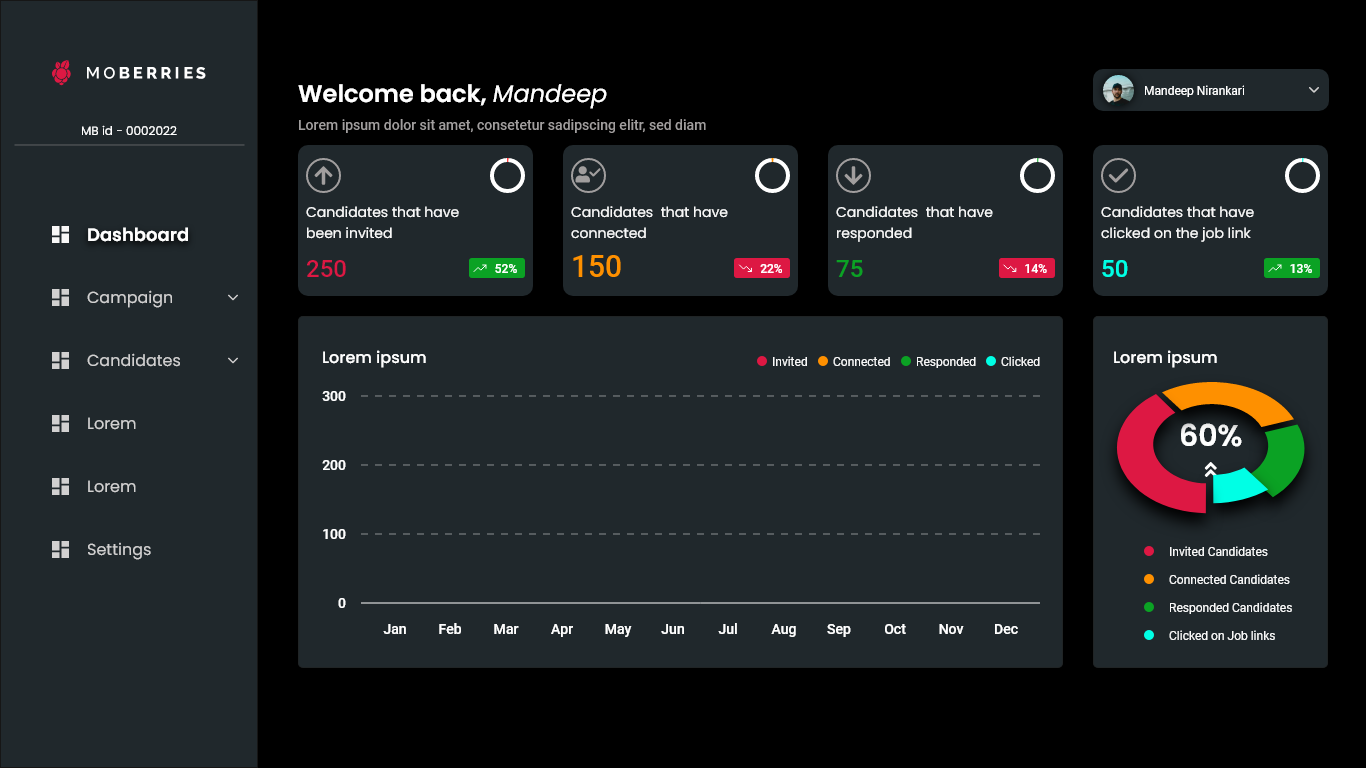 MOBERRIES
MB id - 0002022
Dashboard
Campaign
Candidates
Lorem
Lorem
Settings
Welcome back, Mandeep
Lorem ipsum dolor sit amet, consetetur sadipscing elitr, sed diam
Mandeep Nirankari
Candidates that have
been invited
250
52%
Candidates that have
connected
150
22%
Candidates that have
responded
75
14%
Candidates that have
clicked on the job link
50
13%
Lorem ipsum
Invited Connected Responded Clicked
300
200
100
0
Jan Feb Mar Apr May Jun Jul Aug Sep Oct Nov Dec
Lorem ipsum
60%
Invited Candidates
Connected Candidates
Responded Candidates
Clicked on Job links